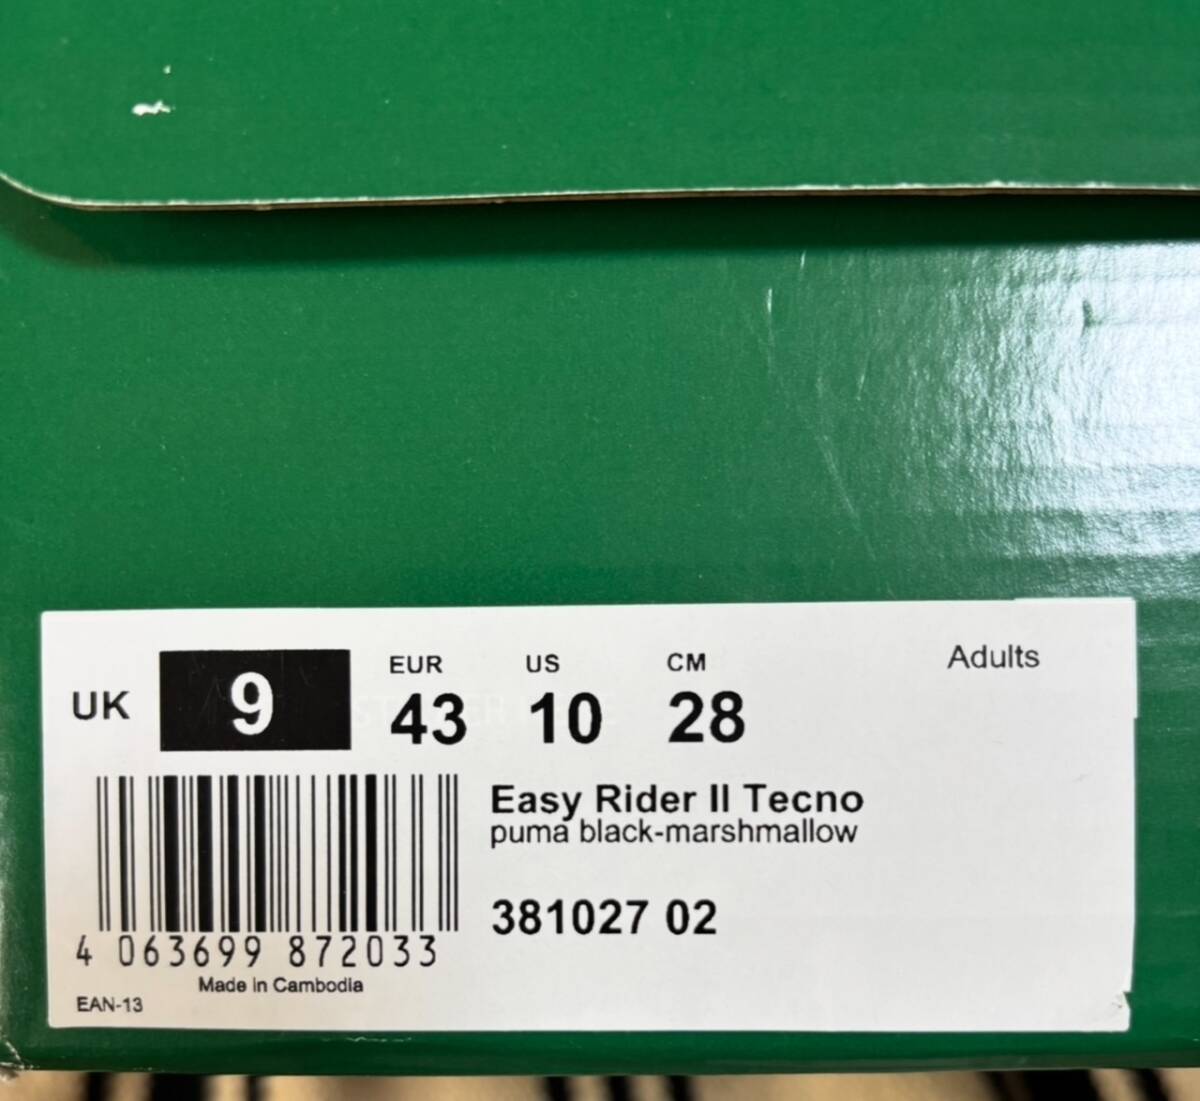 UK 9
EUR 43
US 10
CM 28
Adults
Easy Rider II Tecno
puma black-marshmallow
381027 02
4 063699 872033
Made in Cambodia
EAN-13